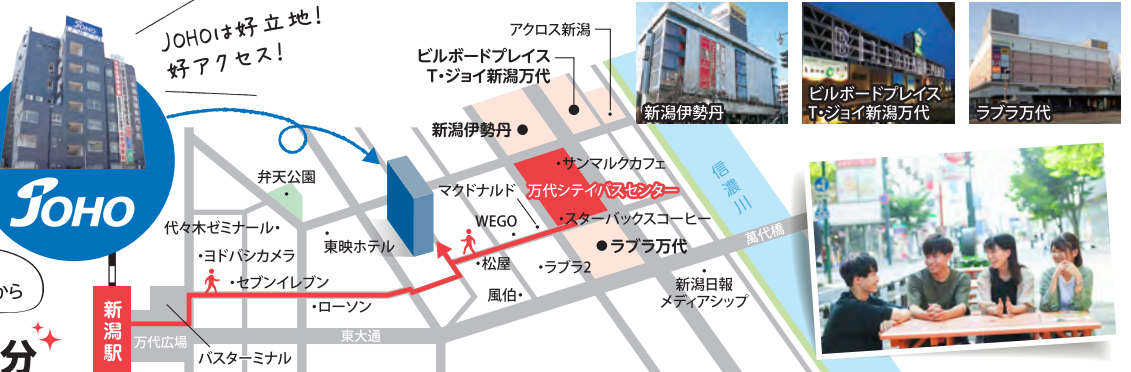 JOHO
JOHOは好立地!
好アクセス!
JOHO
から
分
アクロス新潟
ビルボードプレイス
T・ジョイ新潟万代
新潟伊勢丹
弁天公園
マクドナルド
・サンマルクカフェ
万代シテイバスセンター
WEGO
・スターバックスコーヒー
代々木ゼミナール・
東映ホテル
・ヨドバシカメラ
・セブンイレブン
・松屋
・ラブラ2
ラブラ万代
風伯・
・ローソン
新潟日報
メディアシップ
信濃川
萬代橋
新潟駅
万代広場
バスターミナル
東大通
新潟伊勢丹
ビルボードプレイス
T・ジョイ新潟万代
ラブラ万代